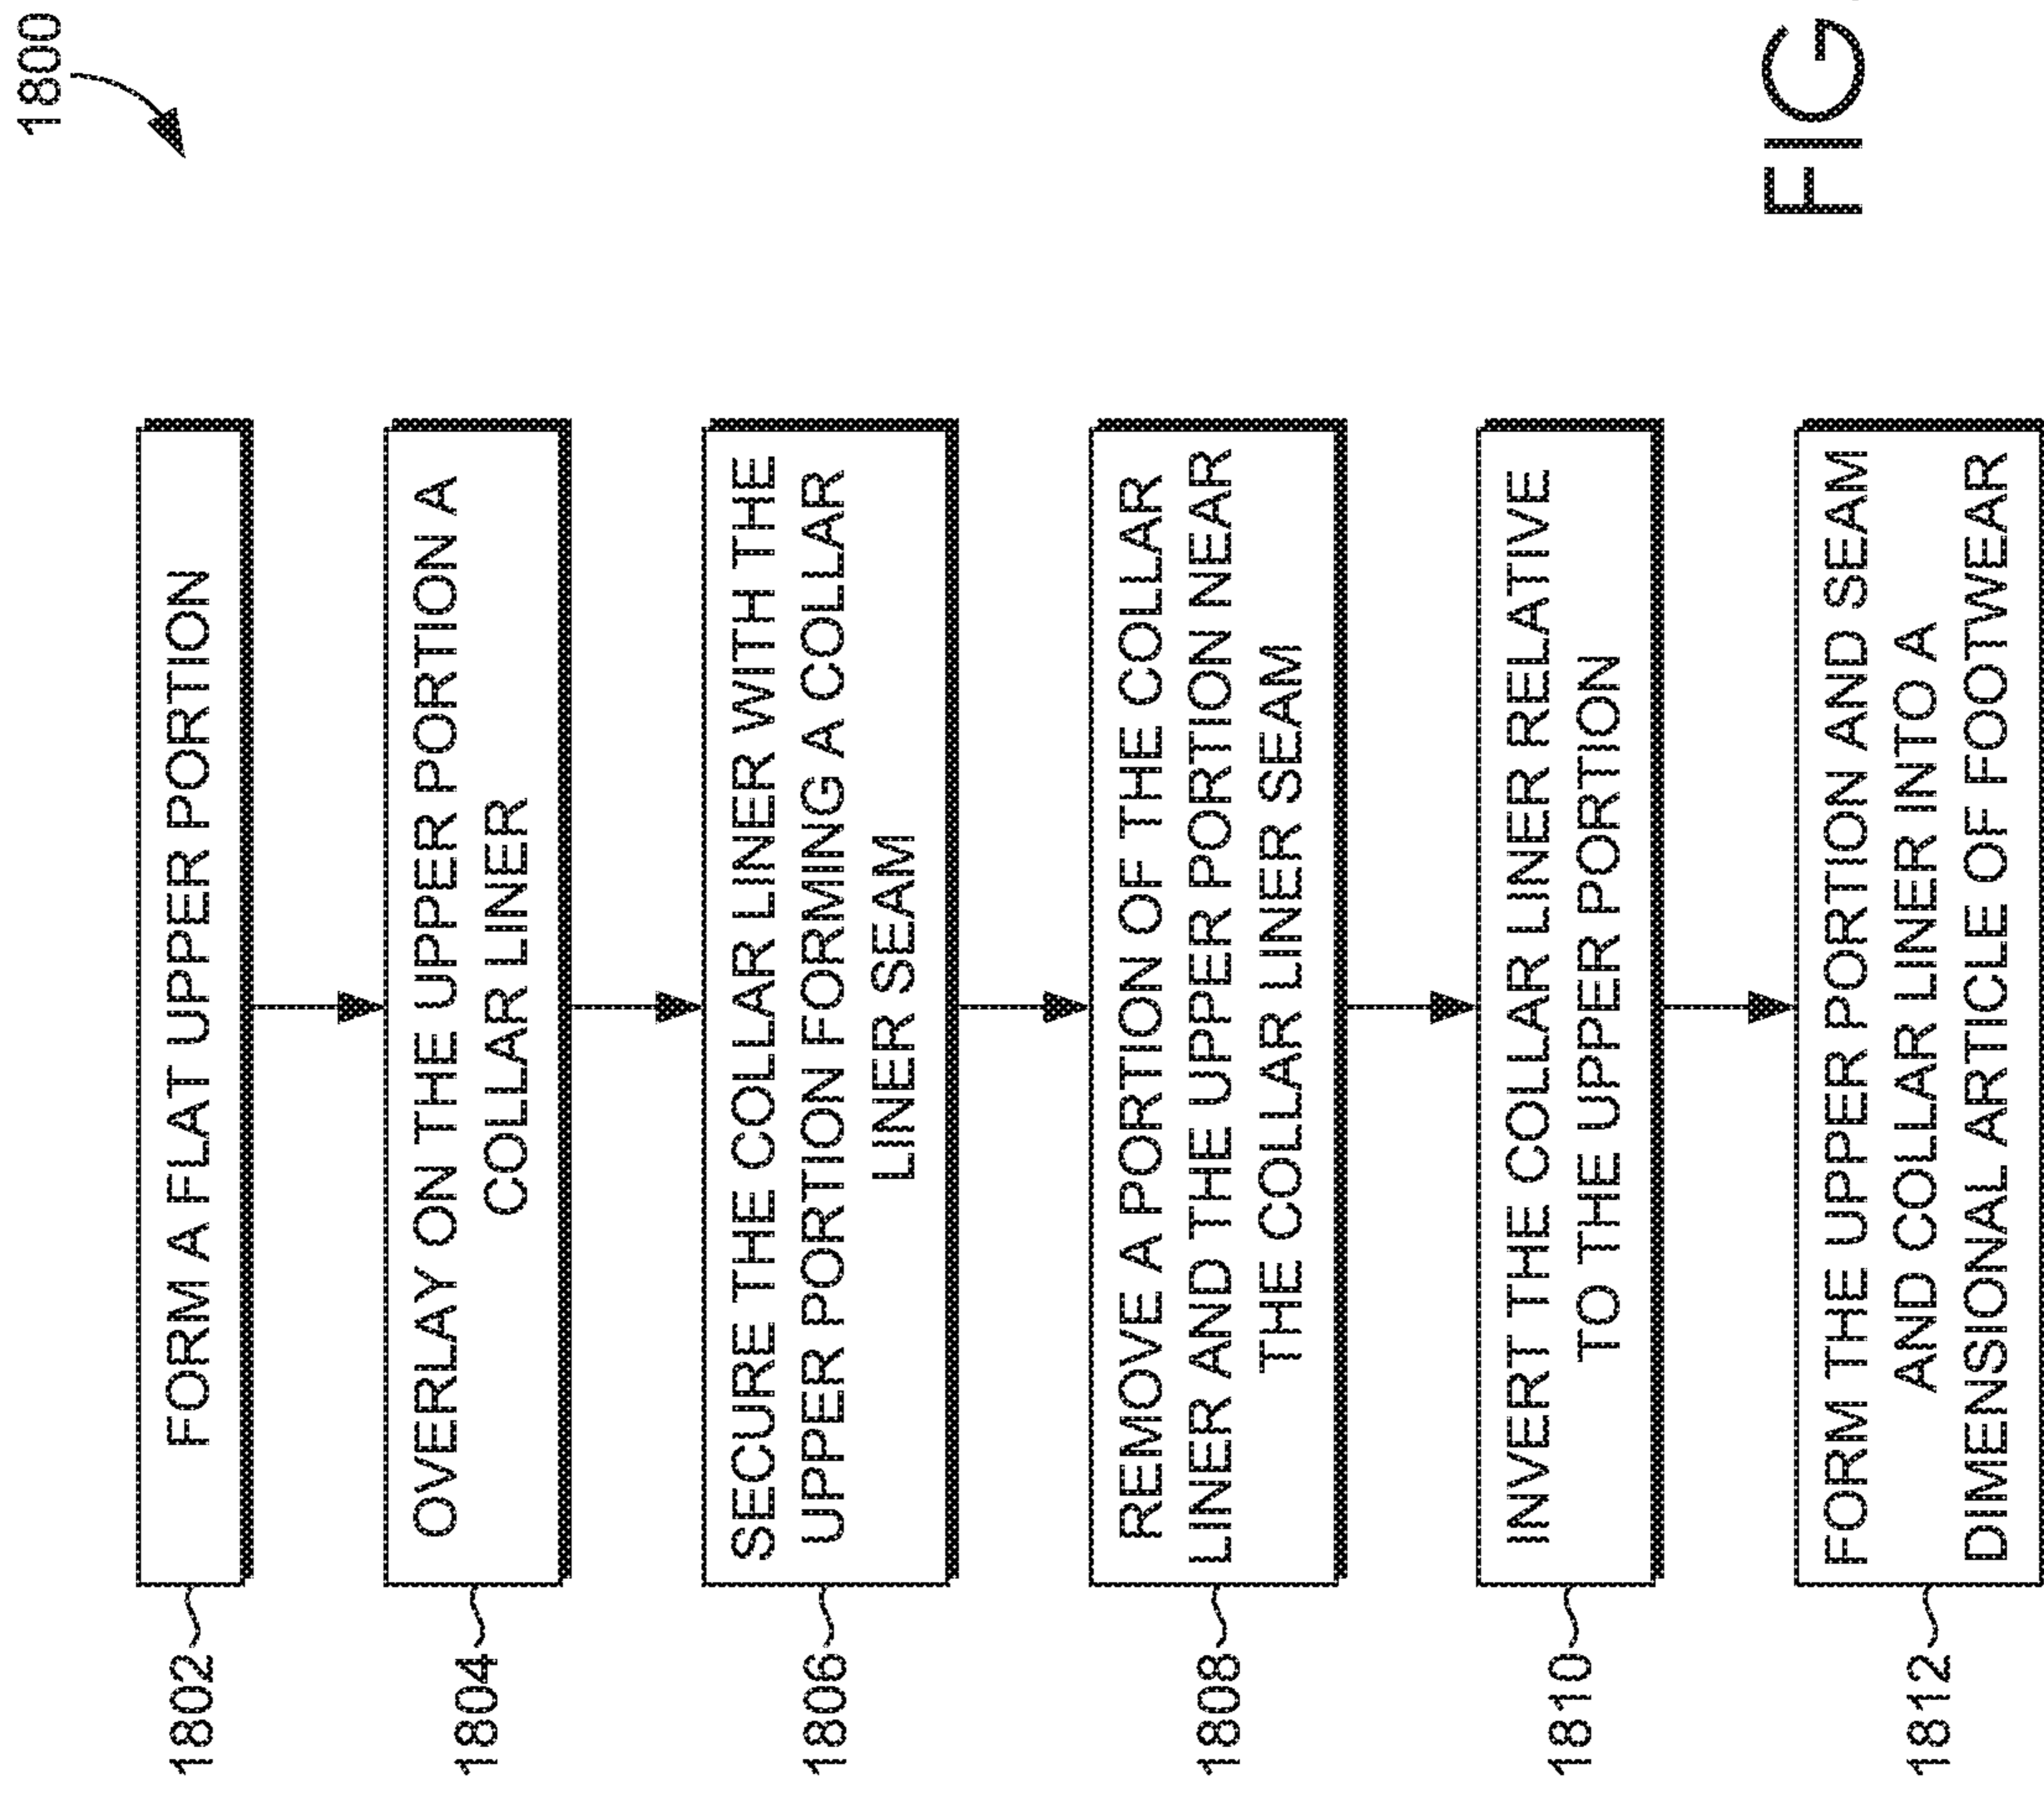 1800
1802
FORM A FLAT UPPER PORTION
1804
OVERLAY ON THE UPPER PORTION A
COLLAR LINER
1806
SECURE THE COLLAR LINER WITH THE
UPPER PORTION FORMING A COLLAR
LINER SEAM
1808
REMOVE A PORTION OF THE COLLAR
LINER AND THE UPPER PORTION NEAR
THE COLLAR LINER SEAM
1810
INVERT THE COLLAR LINER RELATIVE
TO THE UPPER PORTION
1812
FORM THE UPPER PORTION AND SEAM
AND COLLAR LINER INTO A
DIMENSIONAL ARTICLE OF FOOTWEAR
FIG